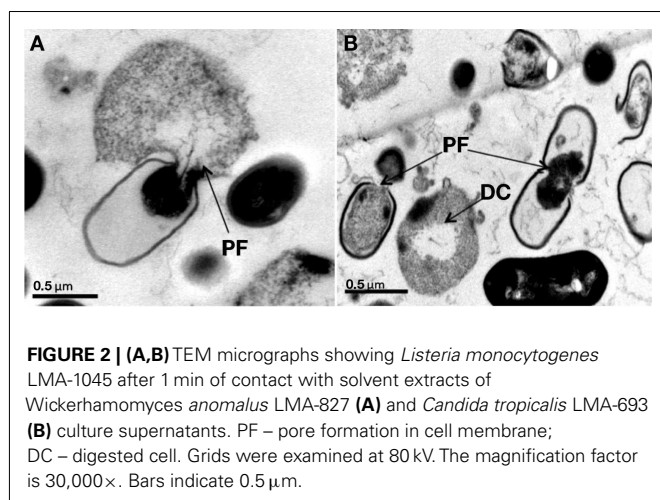 A
B
PF
DC
PF
0.5 µm
0.5 µm
FIGURE 2 | (A,B) TEM micrographs showing Listeria monocytogenes
LMA-1045 after 1 min of contact with solvent extracts of
Wickerhamomyces anomalus LMA-827 (A) and Candida tropicalis LMA-693
(B) culture supernatants. PF – pore formation in cell membrane;
DC – digested cell. Grids were examined at 80 kV. The magnification factor
is 30,000×. Bars indicate 0.5 µm.